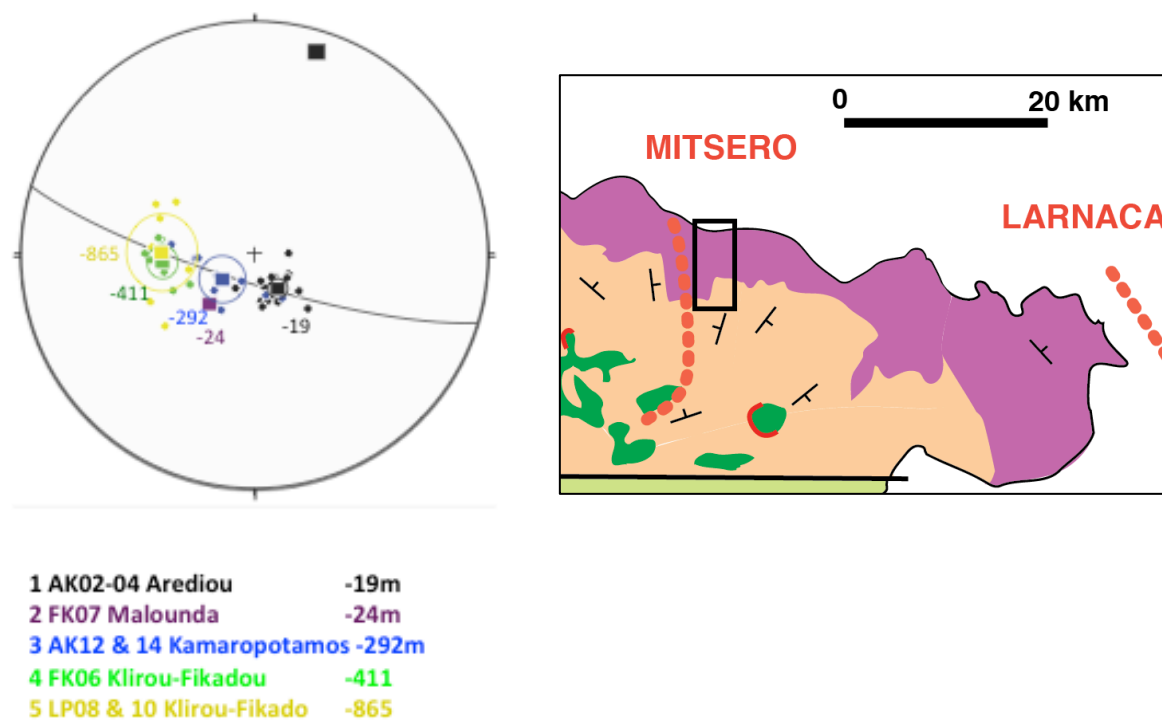 -865
-411
-292
-24
-19
0 20 km
MITSERO
LARNACA
1 AK02-04 Arediou -19m
2 FK07 Malounda -24m
3 AK12 & 14 Kamaropotamos -292m
4 FK06 Klirou-Fikadou -411
5 LP08 & 10 Klirou-Fikado -865